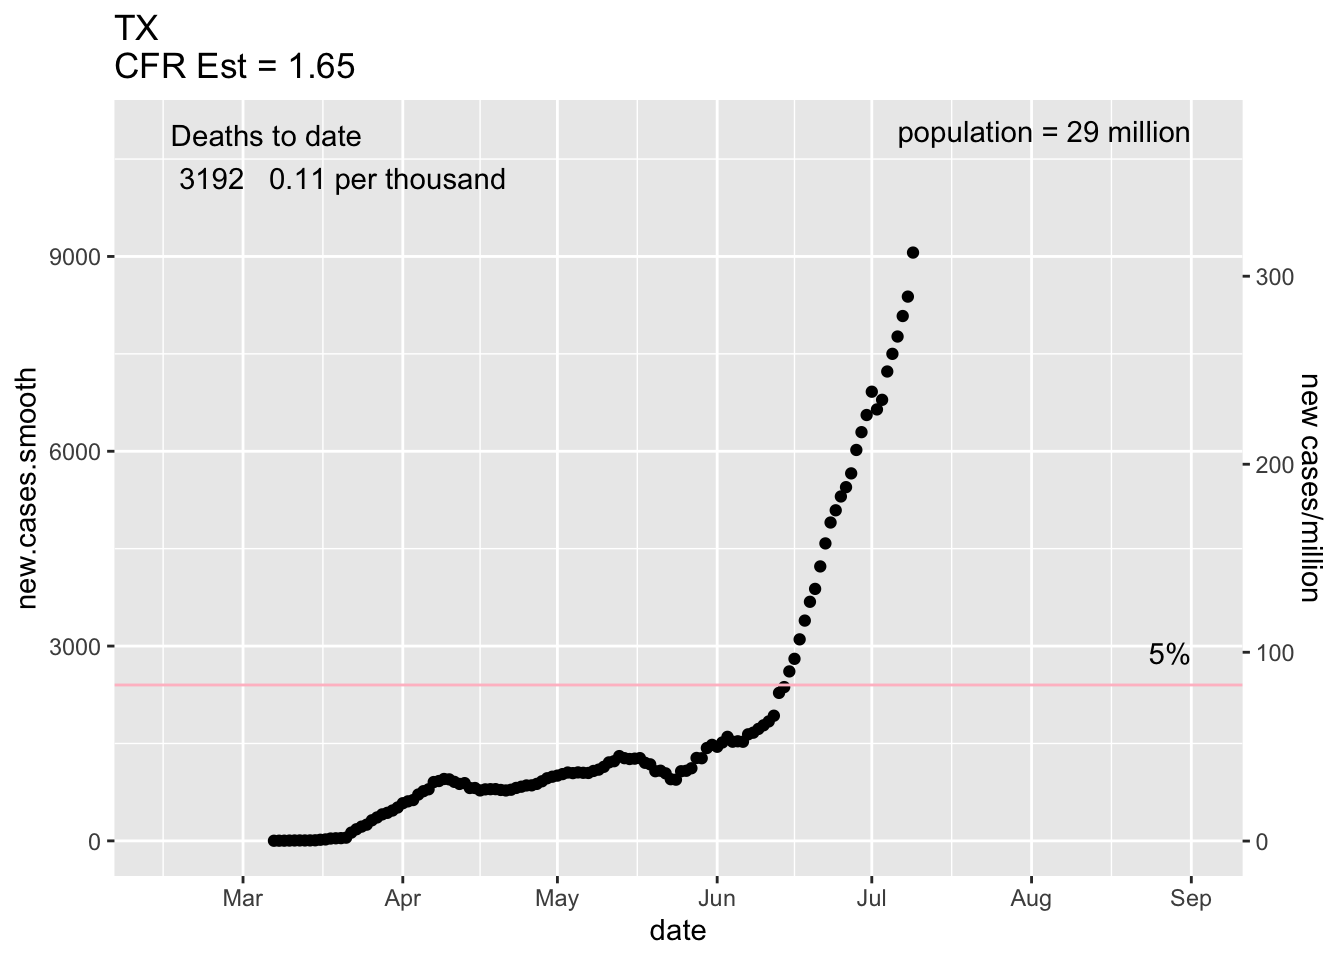 TX
CFR Est = 1.65
Deaths to date
population = 29 million
3192 0.11 per thousand
9000
6000
3000
0
new.cases.smooth
300
200
100
0
new cases/million
5%
Mar Apr May Jun Jul Aug Sep
date